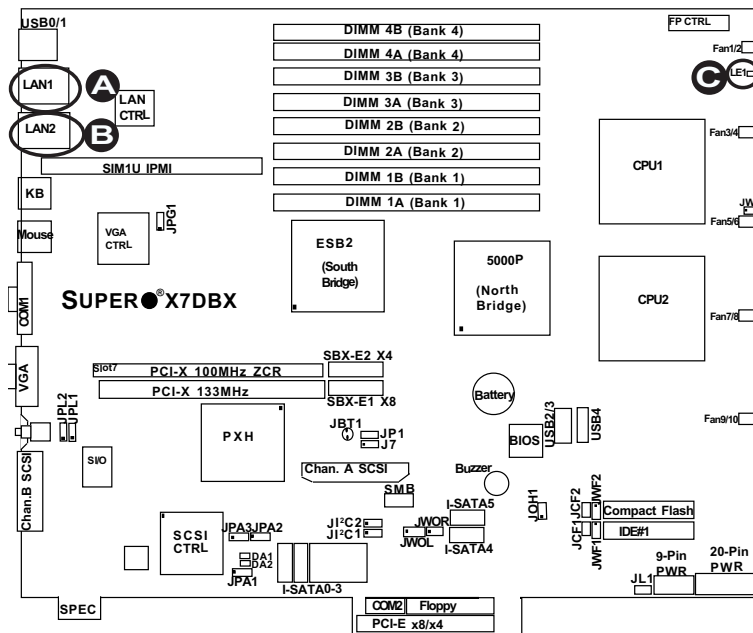 USB0/1
DIMM 4B (Bank 4)
FP CTRL
DIMM 4A (Bank 4)
Fan1/2
LAN1
A
DIMM 3B (Bank 3)
C
LE1
LAN
CTRL
DIMM 3A (Bank 3)
LAN2
B
DIMM 2B (Bank 2)
Fan3/4
DIMM 2A (Bank 2)
CPU1
SIM1U IPMI
DIMM 1B (Bank 1)
KB
DIMM 1A (Bank 1)
JW
Fan5/6
Mouse
VGA
CTRL
JPG1
ESB2
(South
Bridge)
5000P
(North
Bridge)
CPU2
COM1
SUPER ® X7DBX
Fan7/8
SBX-E2 X4
Slot7
PCI-X 100MHz ZCR
VGA
PCI-X 133MHz
SBX-E1 X8
Battery
JPL2
JPL1
PXH
JBT1
JP1
J7
BIOS
USB2/3
USB4
Fan9/10
SI/O
Chan. A SCSI
Buzzer
Chan.B SCSI
SMB
I-SATA5
JOH1
JCF2
JWF2
Compact Flash
SCSI
CTRL
JPA3
JPA2
JI²C2
JI²C1
JWOR
JWOL
I-SATA4
JCF1
JWF1
IDE#1
DA1
DA2
JPA1
I-SATA0-3
9-Pin
PWR
20-Pin
PWR
JL1
SPEC
COM2
Floppy
PCI-E x8/x4